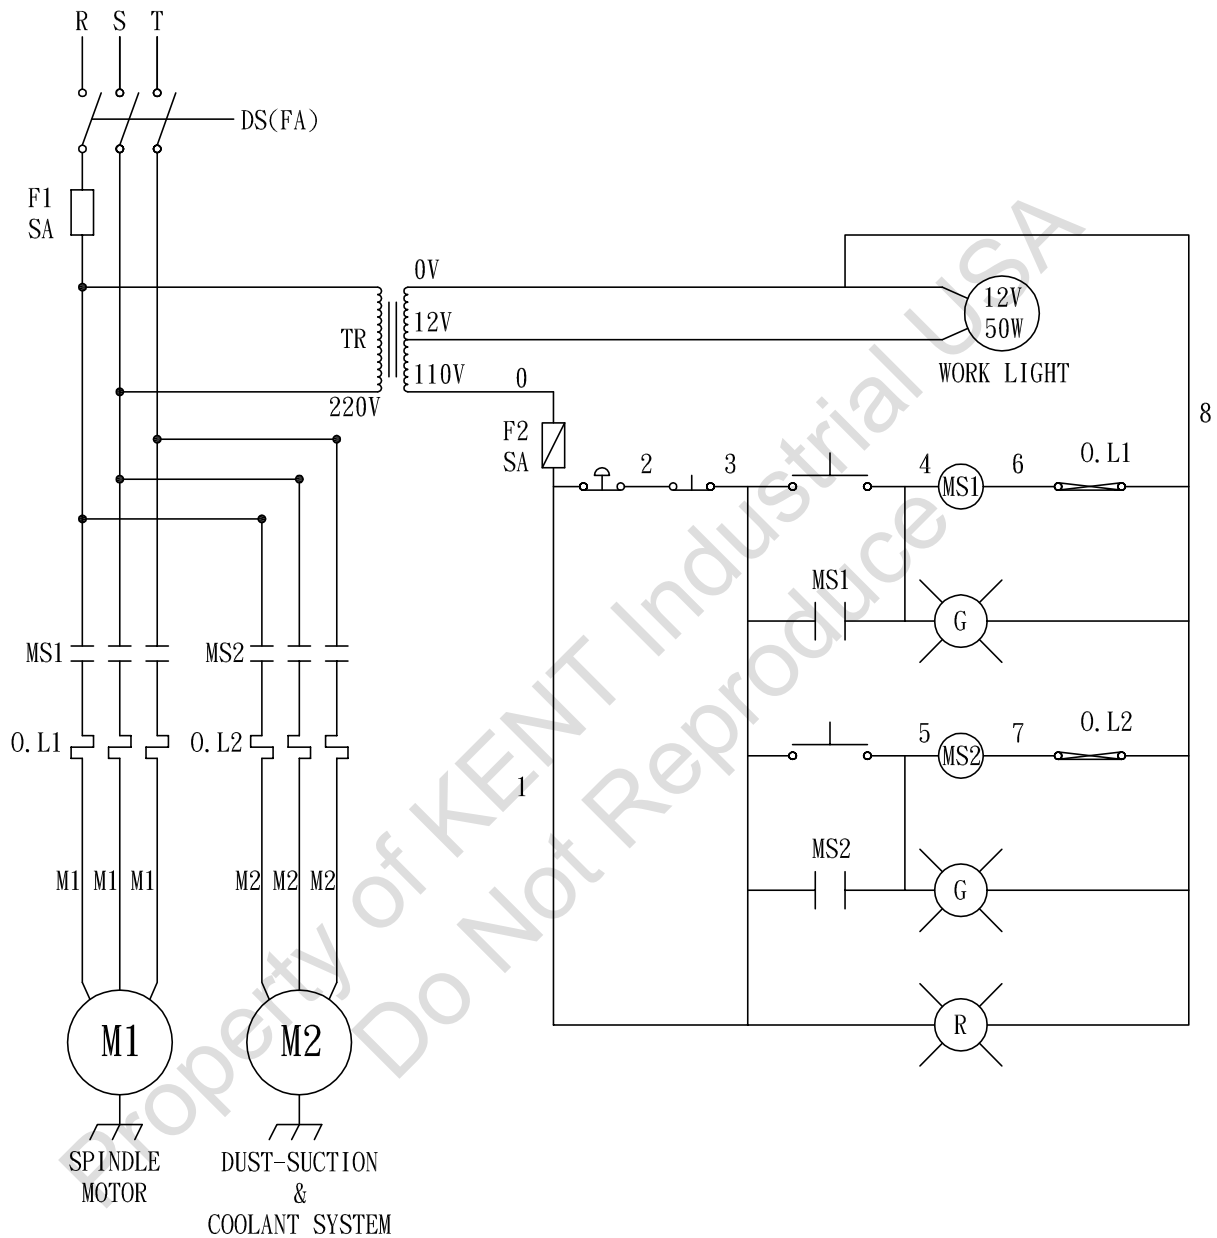 R S T
DS(FA)
F1
SA
0V
12V
TR
110V
0
220V
12V
50W
WORK LIGHT
8
F2
SA
2
3
4
MS1
6
O.L1
MS1
G
MS1
MS2
5
MS2
7
O.L2
O.L1
O.L2
1
MS2
G
M1 M1 M1
M2 M2 M2
R
M1
M2
SPINDLE
MOTOR
DUST-SUCTION
&
COOLANT SYSTEM
Property of KENT Industrial USA
Do Not Reproduce